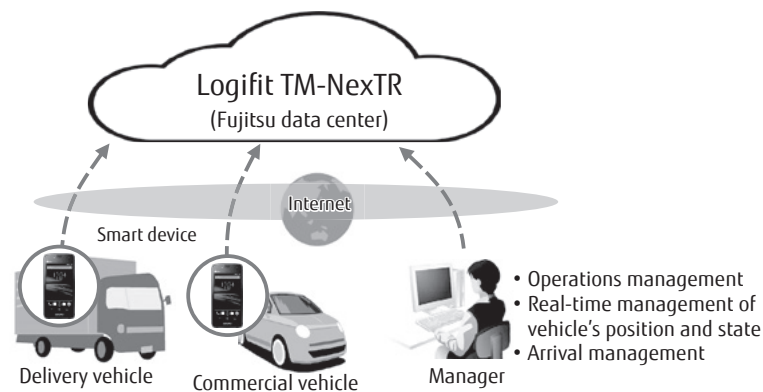 Logifit TM-NexTR
(Fujitsu data center)
Internet
Smart device
• Operations management
• Real-time management of
vehicle's position and state
• Arrival management
Delivery vehicle
Commercial vehicle
Manager